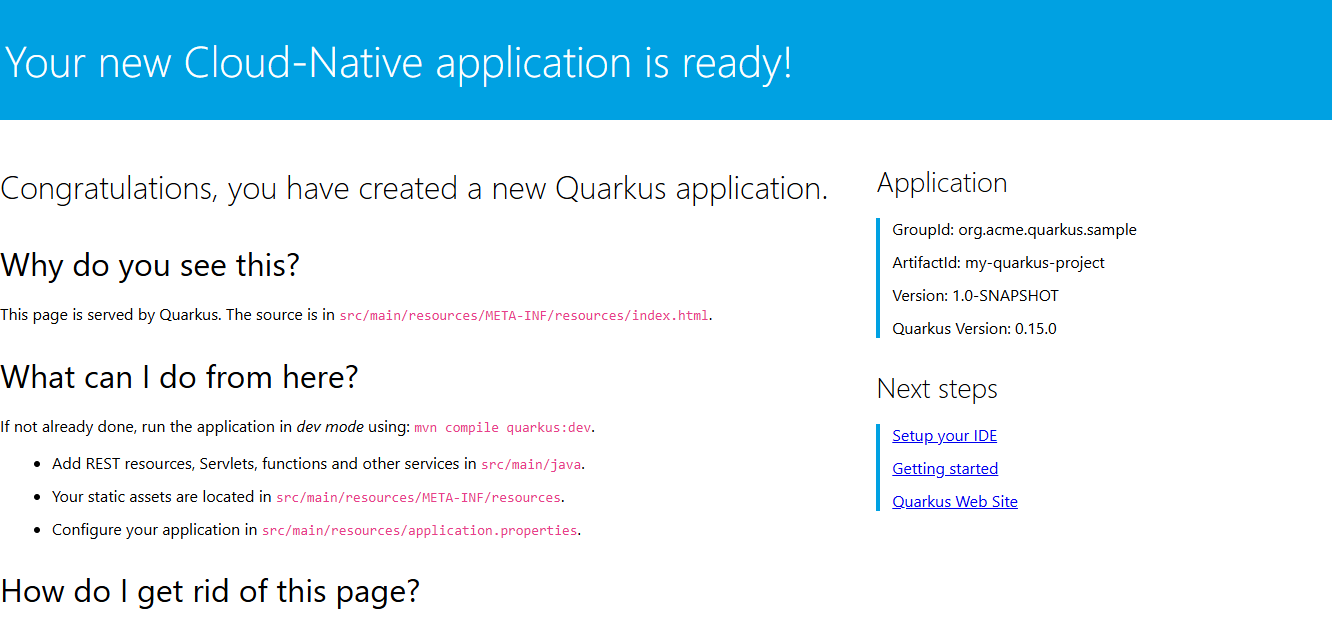 Your new Cloud-Native application is ready!
Congratulations, you have created a new Quarkus application.
Why do you see this?
This page is served by Quarkus. The source is in src/main/resources/META-INF/resources/index.html.
What can I do from here?
If not already done, run the application in dev mode using: mvn compile quarkus:dev.
• Add REST resources, Servlets, functions and other services in src/main/java.
• Your static assets are located in src/main/resources/META-INF/resources.
• Configure your application in src/main/resources/application.properties.
How do I get rid of this page?
Application
GroupId: org.acme.quarkus.sample
ArtifactId: my-quarkus-project
Version: 1.0-SNAPSHOT
Quarkus Version: 0.15.0
Next steps
Setup your IDE
Getting started
Quarkus Web Site